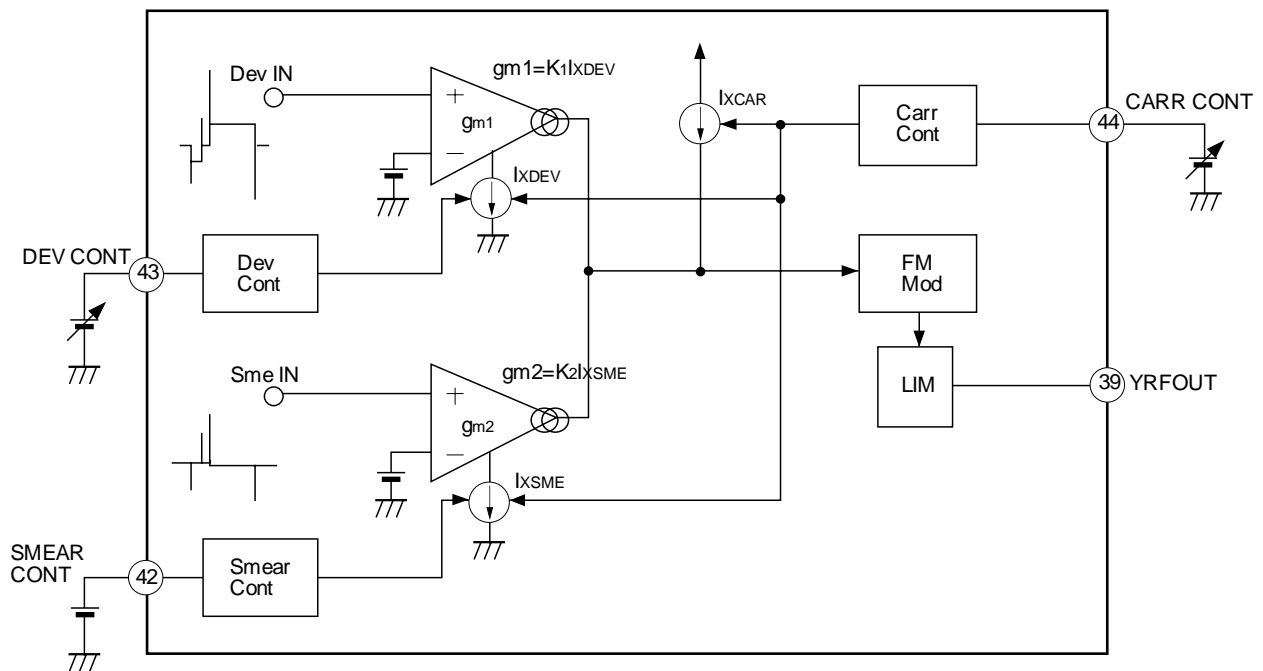 Dev IN
gm1=K1IXDEV
+
gm1
−
IXDEV
IXCAR
Carr
Cont
44
CARR CONT
DEV CONT
43
Dev
Cont
FM
Mod
LIM
39
YRFOUT
Sme IN
gm2=K2IXSME
+
gm2
−
IXSME
SMEAR
CONT
42
Smear
Cont